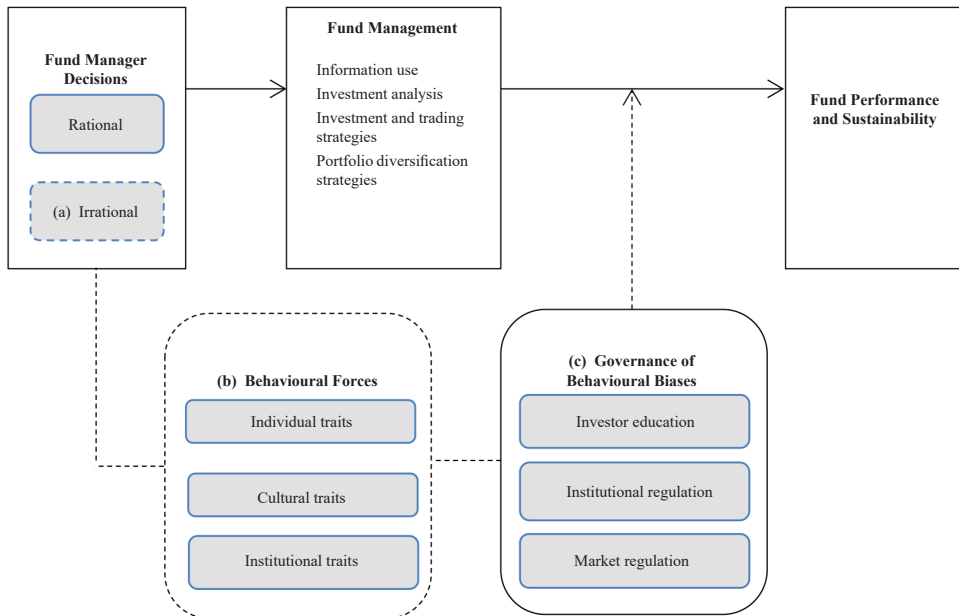 Fund Manager
Decisions
Rational
(a) Irrational
Fund Management
Information use
Investment analysis
Investment and trading
strategies
Portfolio diversification
strategies
Fund Performance
and Sustainability
(b) Behavioural Forces
Individual traits
Cultural traits
Institutional traits
(c) Governance of
Behavioural Biases
Investor education
Institutional regulation
Market regulation